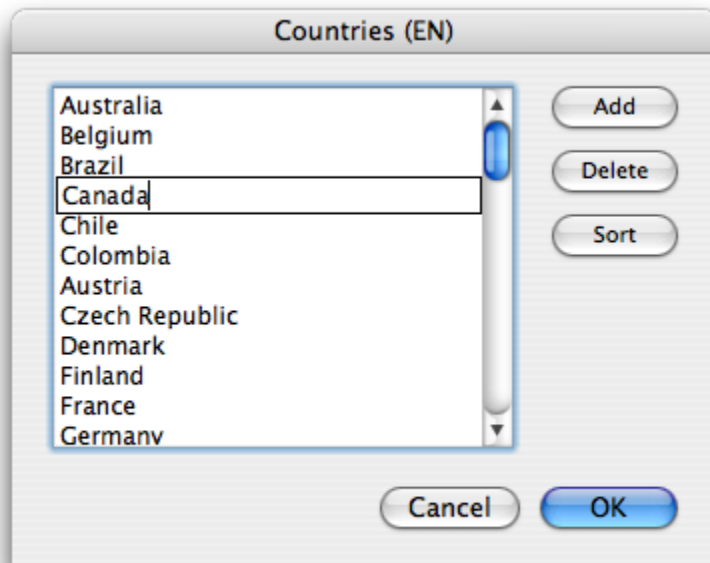 Countries (EN)
Australia
Belgium
Brazil
Canada
Chile
Colombia
Austria
Czech Republic
Denmark
Finland
France
Germany
Add
Delete
Sort
Cancel
OK